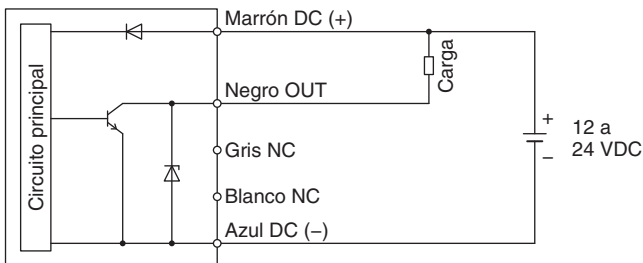 Marrón DC (+)
Circuito principal
Carga
Negro OUT
+
12 a
24 VDC
−
Gris NC
Blanco NC
Azul DC (−)